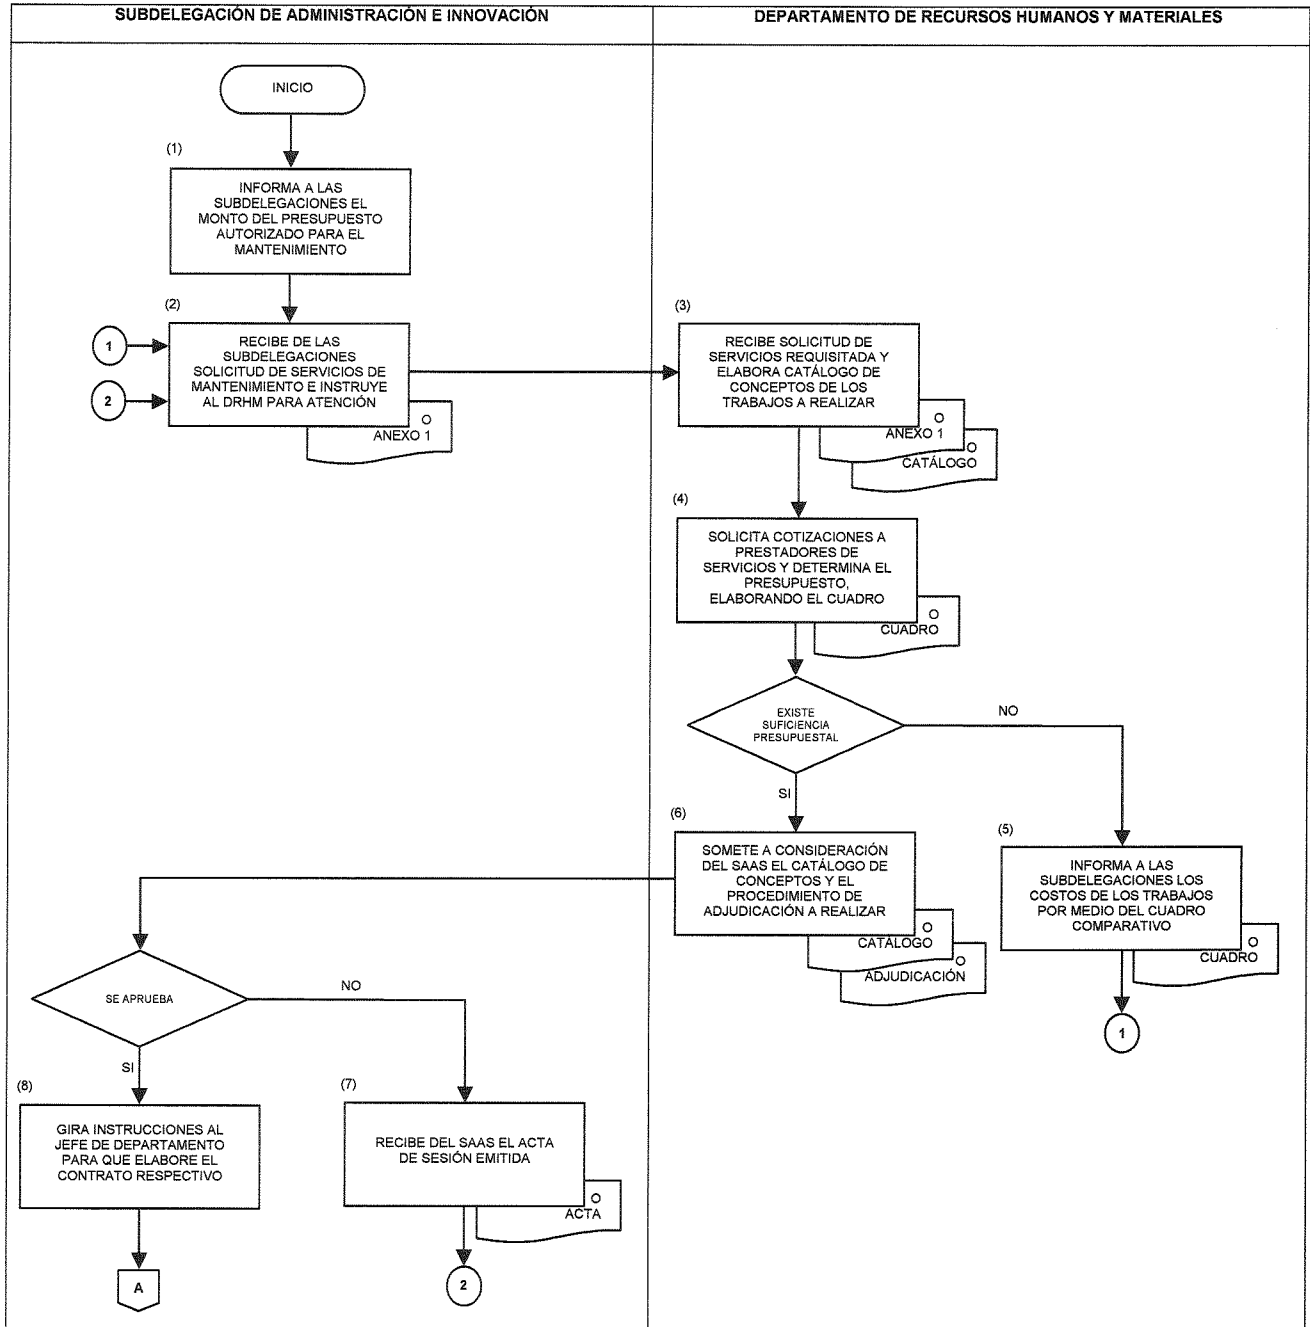 SUBDELEGACIÓN DE ADMINISTRACIÓN E INNOVACIÓN
DEPARTAMENTO DE RECURSOS HUMANOS Y MATERIALES
INICIO
(1)
INFORMA A LAS
SUBDELEGACIONES EL
MONTO DEL PRESUPUESTO
AUTORIZADO PARA EL
MANTENIMIENTO
(2)
1
2
RECIBE DE LAS
SUBDELEGACIONES
SOLICITUD DE SERVICIOS DE
MANTENIMIENTO E INSTRUYE
AL DRHM PARA ATENCIÓN
O
ANEXO 1
(3)
RECIBE SOLICITUD DE
SERVICIOS REQUISITADA Y
ELABORA CATÁLOGO DE
CONCEPTOS DE LOS
TRABAJOS A REALIZAR
O
ANEXO 1
O
CATÁLOGO
(4)
SOLICITA COTIZACIONES A
PRESTADORES DE
SERVICIOS Y DETERMINA EL
PRESUPUESTO,
ELABORANDO EL CUADRO
O
CUADRO
EXISTE
SUFICIENCIA
PRESUPUESTAL
NO
SI
(6)
SOMETE A CONSIDERACIÓN
DEL SAAS EL CATÁLOGO DE
CONCEPTOS Y EL
PROCEDIMIENTO DE
ADJUDICACIÓN A REALIZAR
O
CATÁLOGO
O
ADJUDICACIÓN
(5)
INFORMA A LAS
SUBDELEGACIONES LOS
COSTOS DE LOS TRABAJOS
POR MEDIO DEL CUADRO
COMPARATIVO
O
CUADRO
1
SE APRUEBA
NO
SI
(8)
GIRA INSTRUCCIONES AL
JEFE DE DEPARTAMENTO
PARA QUE ELABORE EL
CONTRATO RESPECTIVO
A
(7)
RECIBE DEL SAAS EL ACTA
DE SESIÓN EMITIDA
O
ACTA
2